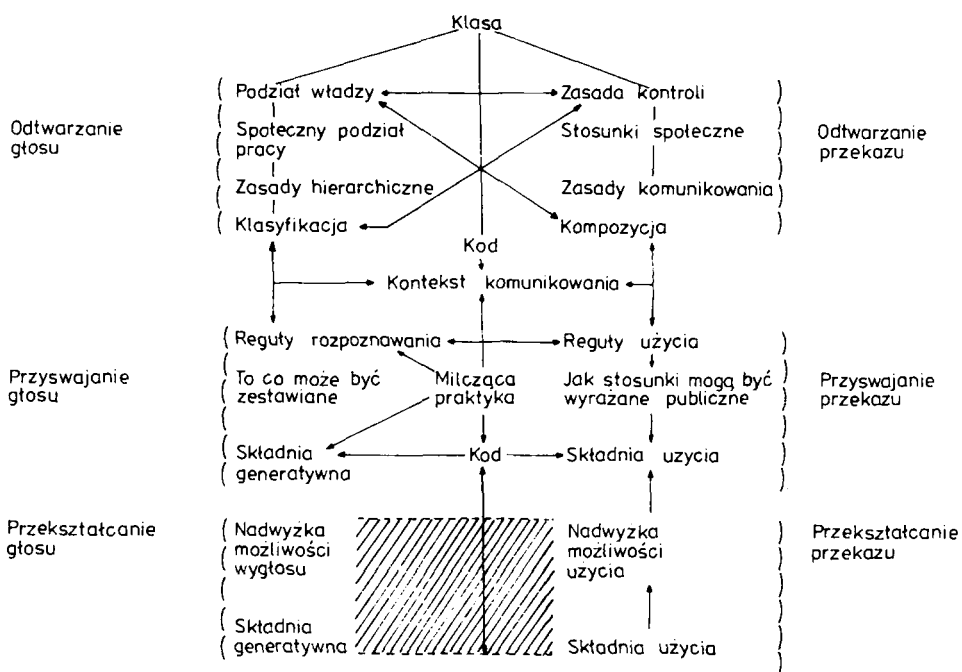 Klasa
Podział władzy
Zasada kontroli
Odtwarzanie
głosu
Społeczny podział
pracy
Stosunki społeczne
Odtwarzanie
przekazu
Zasady hierarchiczne
Zasady komunikowania
Klasyfikacja
Kompozycja
Kod
Kontekst komunikowania
Reguły rozpoznawania
Reguły użycia
Przyswajanie
głosu
To co może być
zestawiane
Milcząca
praktyka
Jak stosunki mogą być
wyrażane publiczne
Przyswajanie
przekazu
Składnia
generatywna
Kod
Składnia uzycia
Przekształcanie
głosu
Nadwyżka
możliwości
wygłosu
Nadwyżka
możliwości
użycia
Przekształcanie
przekazu
Składnia
generatywna
Składnia użycia